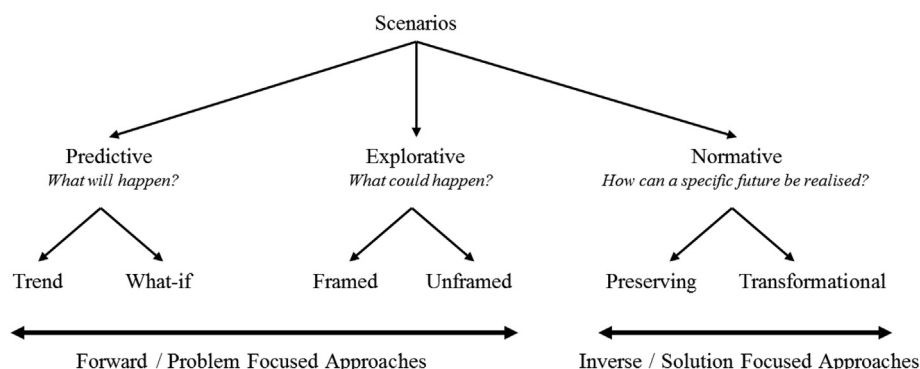 Scenarios
Predictive
What will happen?
Explorative
What could happen?
Normative
How can a specific future be realised?
Trend
What-if
Framed
Unframed
Preserving
Transformational
Forward / Problem Focused Approaches
Inverse / Solution Focused Approaches